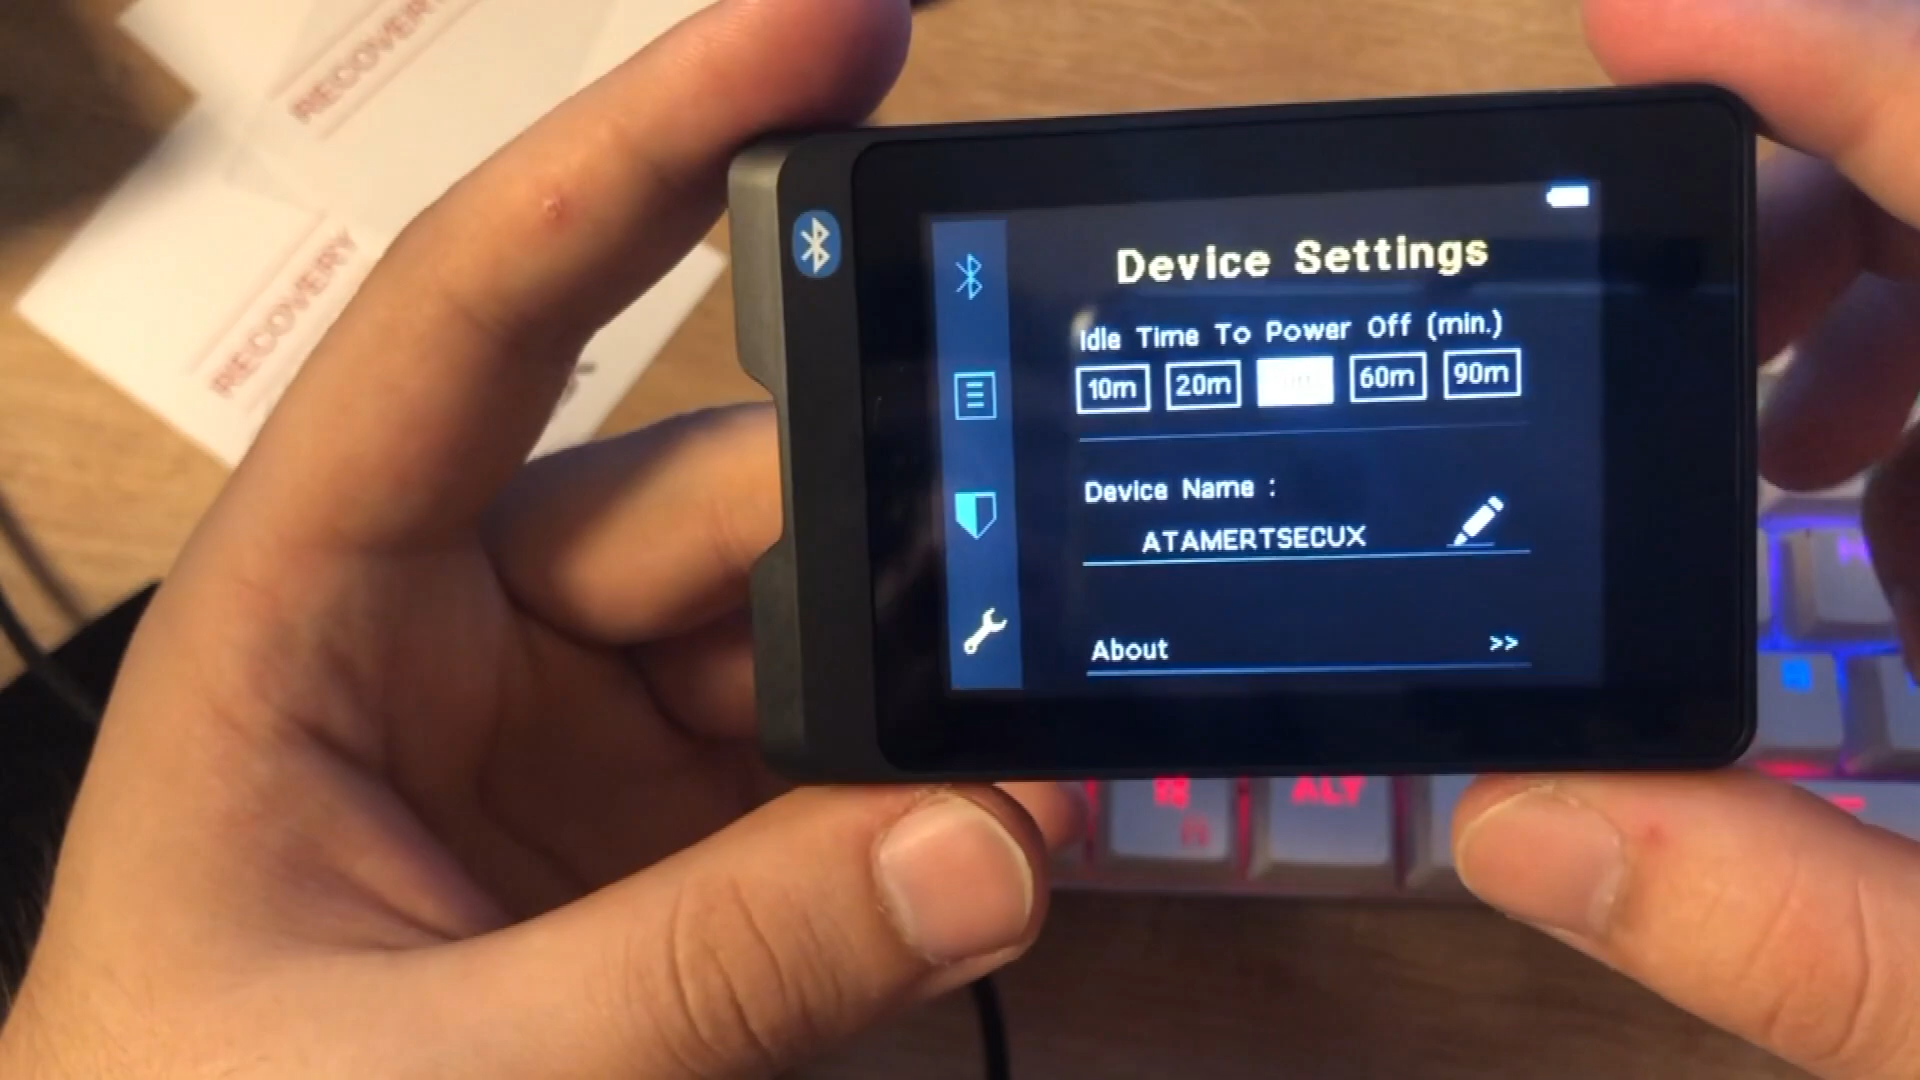 RECOVERY
RECOVERY
Device Settings
Idle Time To Power Off (min.)
10m 20m 60m 90m
Device Name :
ATAMERTSECUX
About >>
ALT